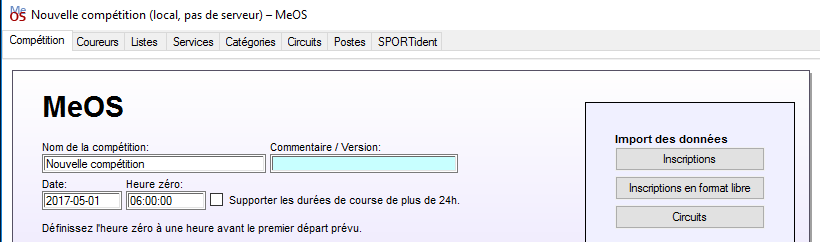 MeOS Nouvelle compétition (local, pas de serveur) – MeOS
Compétition Coureurs Listes Services Catégories Circuits Postes SPORTident
MeOS
Nom de la compétition: Commentaire / Version:
Nouvelle compétition
Date: Heure zéro:
2017-05-01 06:00:00 Supporter les durées de course de plus de 24h.
Définissez l'heure zéro à une heure avant le premier départ prévu.
Import des données
Inscriptions
Inscriptions en format libre
Circuits